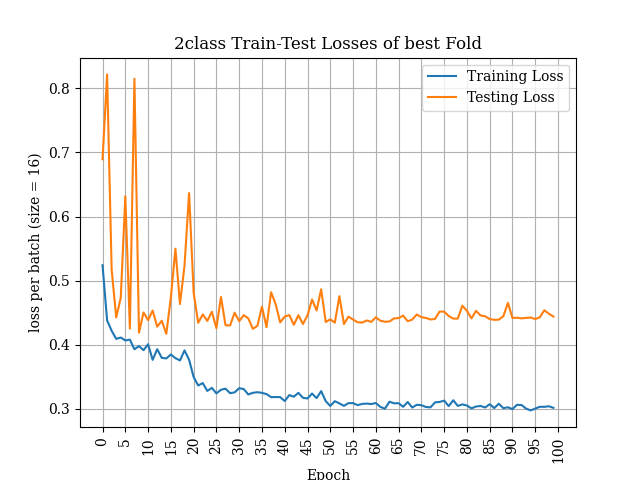 2class Train-Test Losses of best Fold
Training Loss
Testing Loss
loss per batch (size = 16)
0.8
0.7
0.6
0.5
0.4
0.3
0 5 10 15 20 25 30 35 40 45 50 55 60 65 70 75 80 85 90 95 100
Epoch